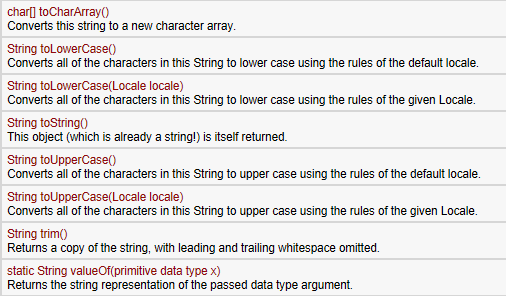 char[] toCharArray()
Converts this string to a new character array.
String toLowerCase()
Converts all of the characters in this String to lower case using the rules of the default locale.
String toLowerCase(Locale locale)
Converts all of the characters in this String to lower case using the rules of the given Locale.
String toString()
This object (which is already a string!) is itself returned.
String toUpperCase()
Converts all of the characters in this String to upper case using the rules of the default locale.
String toUpperCase(Locale locale)
Converts all of the characters in this String to upper case using the rules of the given Locale.
String trim()
Returns a copy of the string, with leading and trailing whitespace omitted.
static String valueOf(primitive data type x)
Returns the string representation of the passed data type argument.